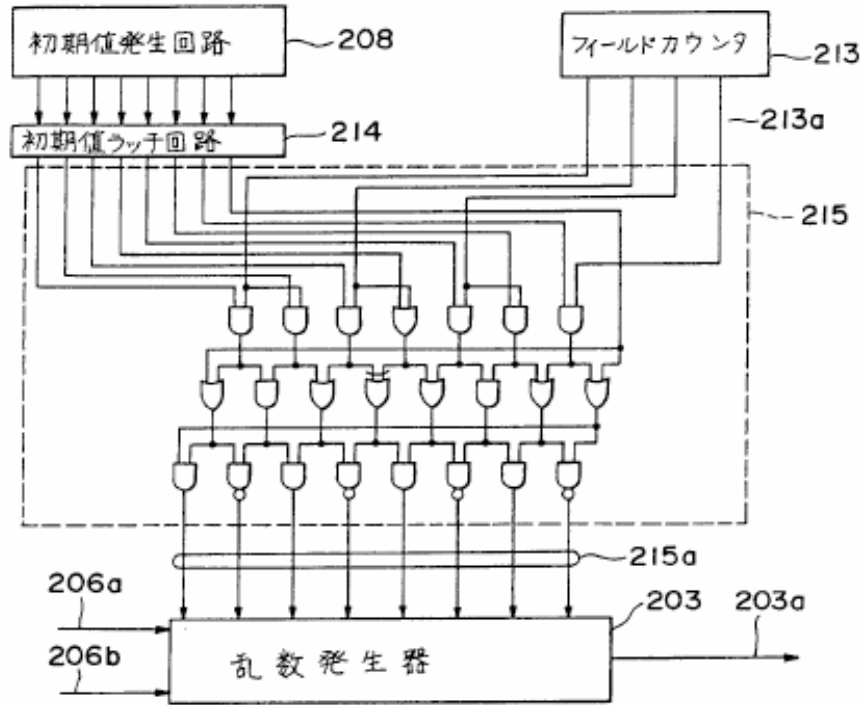 初期値発生回路
208
フィールドカウンタ
213
213a
初期値ラッチ回路
214
215
215a
206a
203
203a
乱数発生器
206b